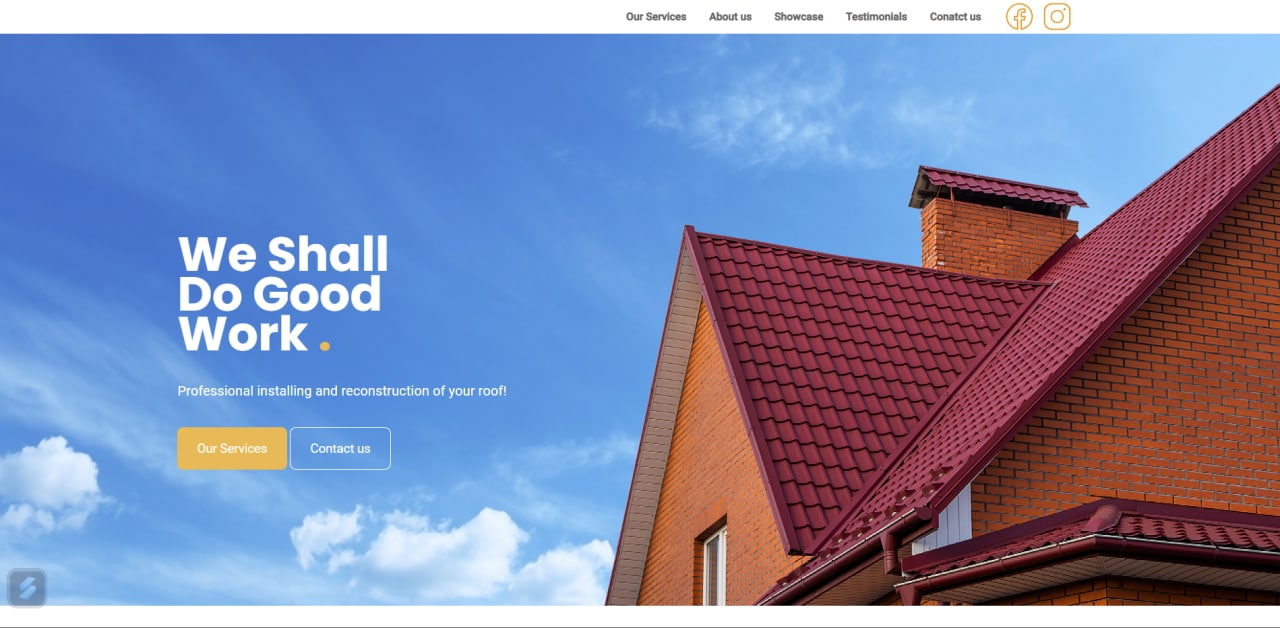 Our Services About us Showcase Testimonials Conatct us
We Shall
Do Good
Work .
Professional installing and reconstruction of your roof!
Our Services Contact us